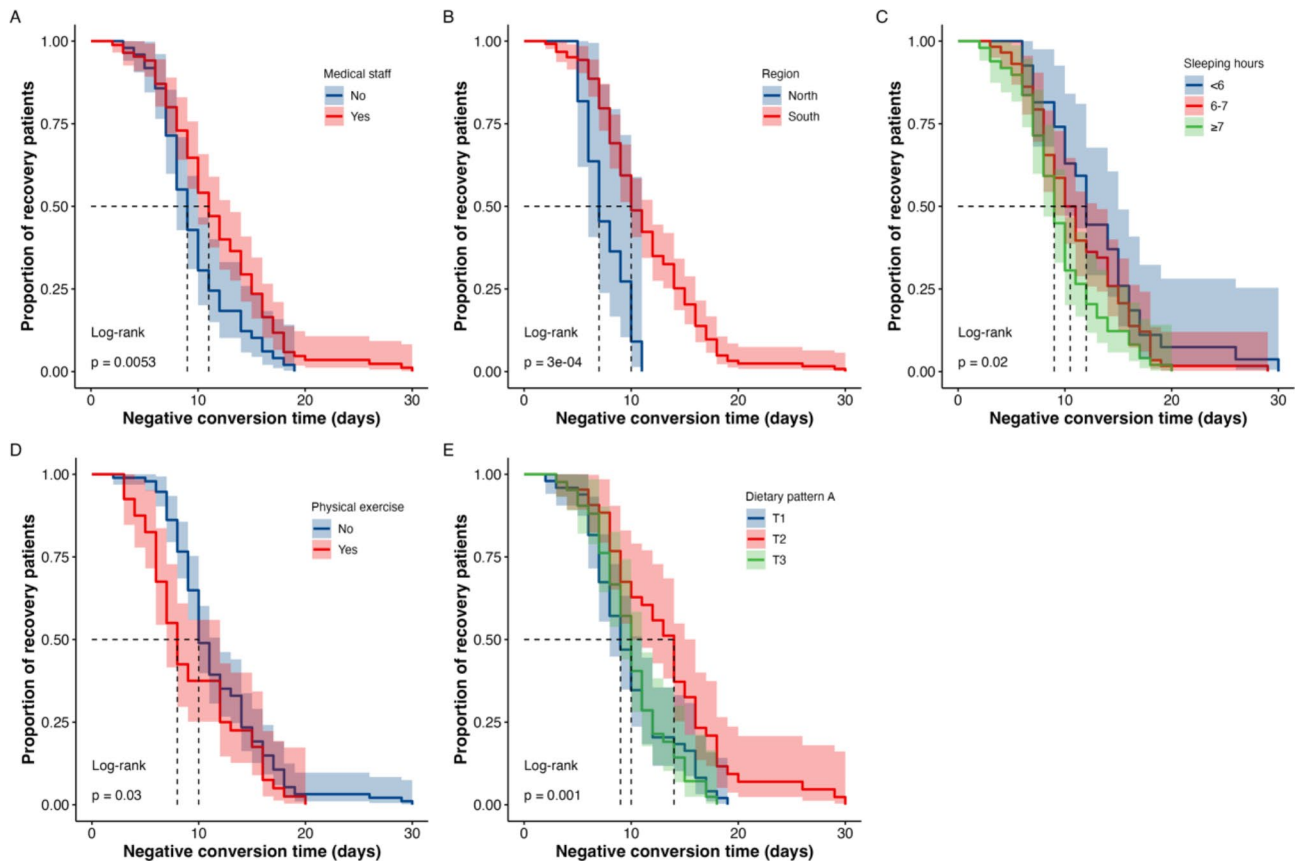 A
Proportion of recovery patients
1.00
0.75
0.50
0.25
0.00
Medical staff
No
Yes
Log-rank
p = 0.0053
0
10
20
30
Negative conversion time (days)
B
Proportion of recovery patients
1.00
0.75
0.50
0.25
0.00
Region
North
South
Log-rank
p = 3e-04
0
10
20
30
Negative conversion time (days)
C
Proportion of recovery patients
1.00
0.75
0.50
0.25
0.00
Sleeping hours
<6
6-7
≥7
Log-rank
p = 0.02
0
10
20
30
Negative conversion time (days)
D
Proportion of recovery patients
1.00
0.75
0.50
0.25
0.00
Physical exercise
No
Yes
Log-rank
p = 0.03
0
10
20
30
Negative conversion time (days)
E
Proportion of recovery patients
1.00
0.75
0.50
0.25
0.00
Dietary pattern A
T1
T2
T3
Log-rank
p = 0.001
0
10
20
30
Negative conversion time (days)